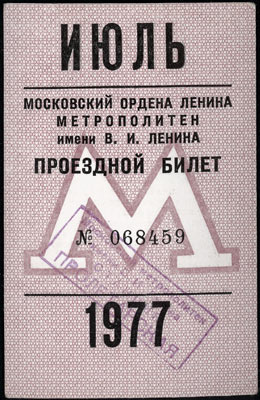 ИЮЛЬ
МОСКОВСКИЙ ОРДЕНА ЛЕНИНА
МЕТРОПОЛИТЕН
имени В. И. ЛЕНИНА
ПРОЕЗДНОЙ БИЛЕТ
М
№ 068459
1977